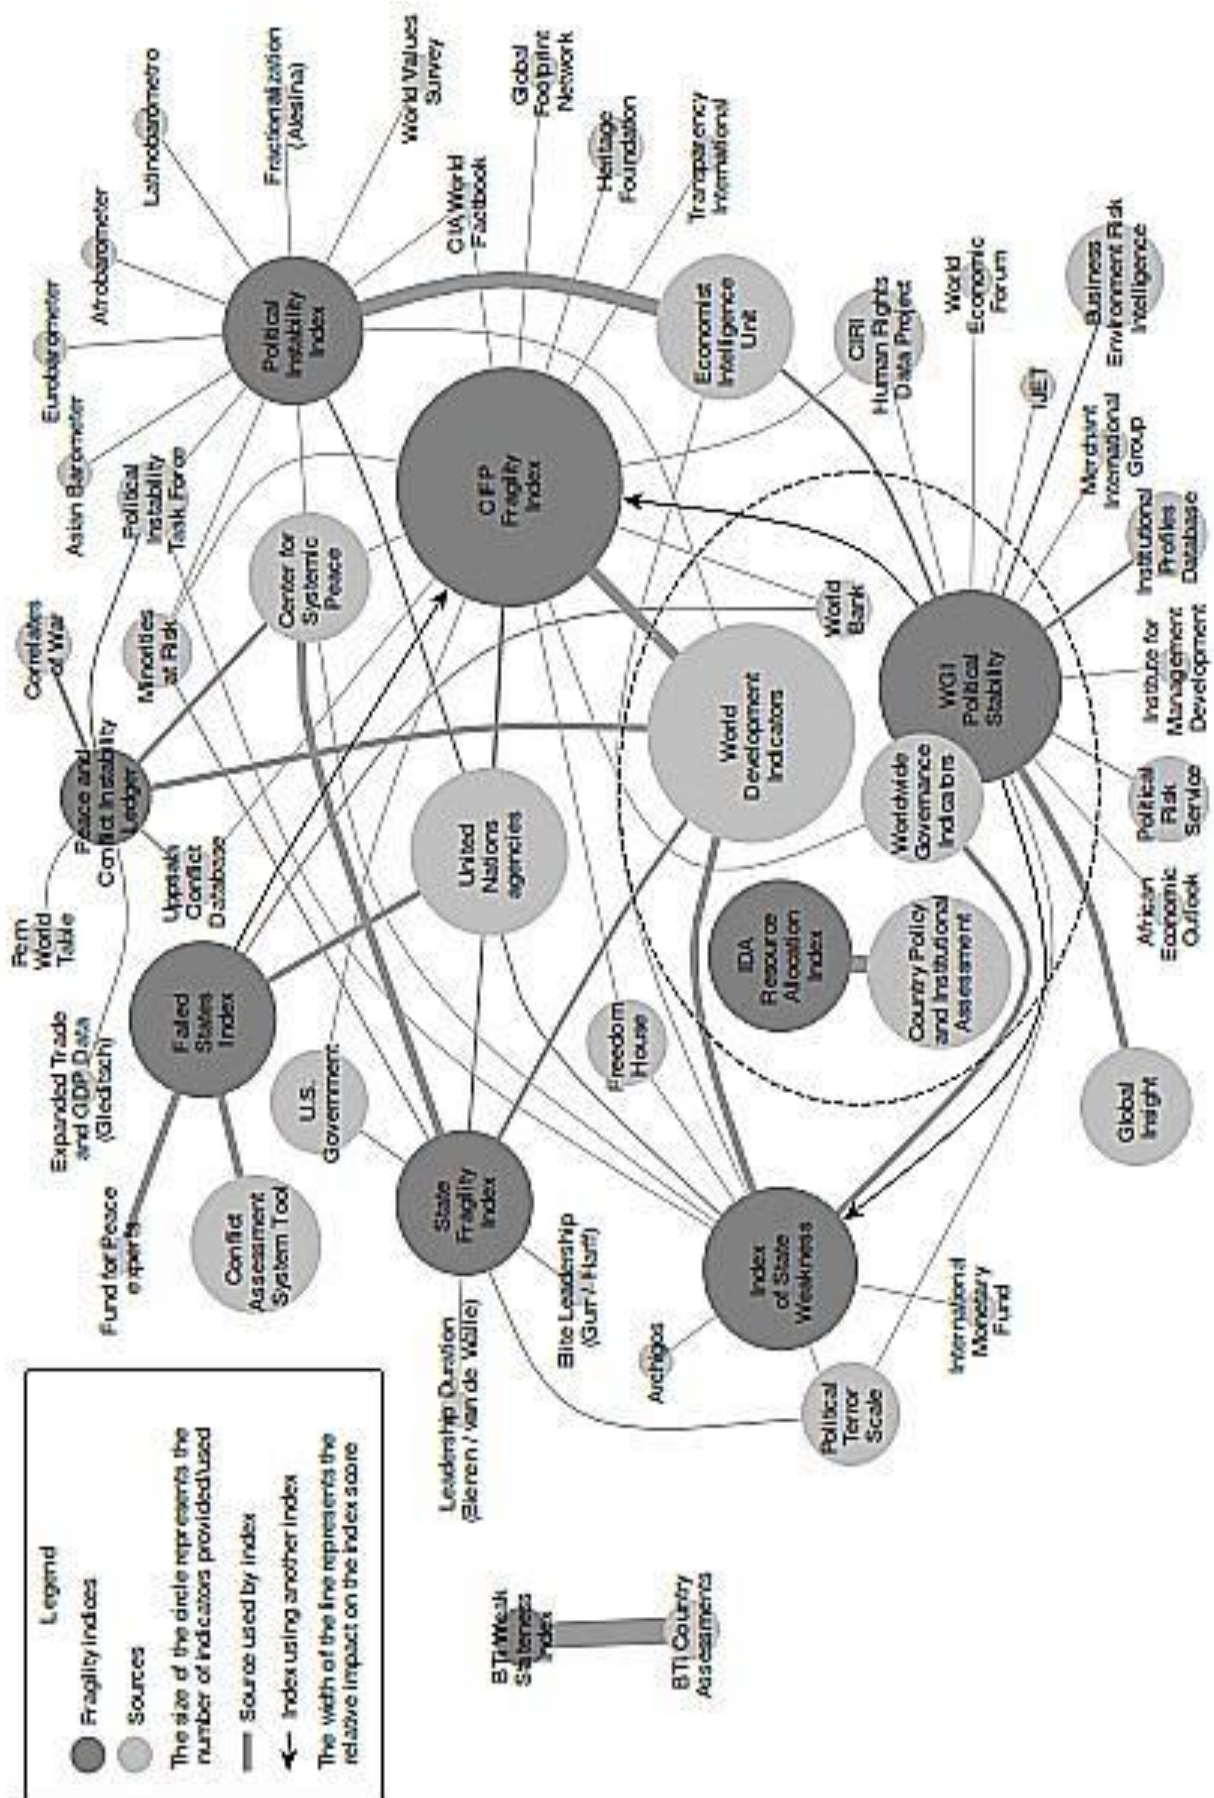 Legend
Fragility indices
Sources
The size of the circle represents the
number of indicators provided/used
Source used by index
Index using another index
The width of the line represents the
relative impact on the index score
BTI Weak
Stateness
Index
BTI Country
Assessments
Fund for Peace
experts
Conflict
Assessment
System Tool
Expanded Trade
and GDP Data
(Gleditsch)
Failed
States
Index
U.S.
Government
State
Fragility
Index
Leadership Duration
(Bienen / van de Walle)
Elite Leadership
(Gurr / Harff)
Archigos
Index
of State
Weakness
Political
Terror
Scale
International
Monetary
Fund
Freedom
House
Global
Insight
Penn
World
Table
Peace and
Conflict Instability
Ledger
Uppsala
Conflict
Database
Correlates
of War
Minorities
at Risk
Center for
Systemic
Peace
United
Nations
agencies
World
Development
Indicators
IDA
Resource
Allocation
Index
Country Policy
and Institutional
Assessment
Worldwide
Governance
Indicators
WGI
Political
Stability
World
Bank
African
Economic
Outlook
Political
Risk
Service
Institute for
Management
Development
Institutional
Profiles
Database
Merchant
International
Group
iJET
Business
Environment Risk
Intelligence
World
Economic
Forum
CIRI
Human Rights
Data Project
Economist
Intelligence
Unit
CIFP
Fragility
Index
Political
Instability
Task Force
Asian Barometer
Eurobarometer
Afrobarometer
Latinobarometro
Political
Instability
Index
Fractionalization
(Alesina)
World Values
Survey
CIA World
Factbook
Global
Footprint
Network
Heritage
Foundation
Transparency
International